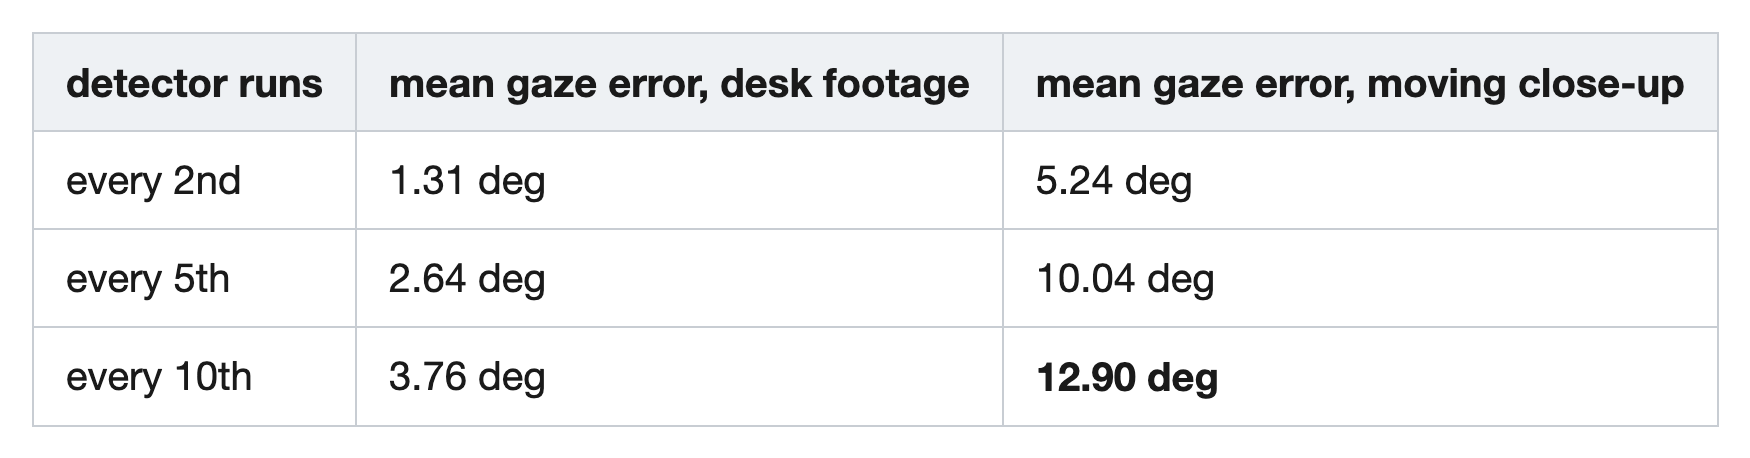 detector runs mean gaze error, desk footage mean gaze error, moving close-up
every 2nd 1.31 deg 5.24 deg
every 5th 2.64 deg 10.04 deg
every 10th 3.76 deg 12.90 deg